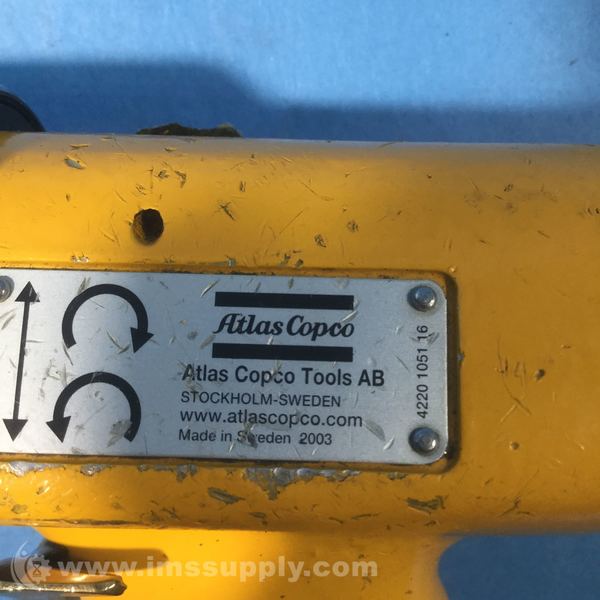 Atlas Copco
Atlas Copco Tools AB
STOCKHOLM-SWEDEN
www.atlascopco.com
Made in Sweden 2003
4220 1051 16
www.imssupply.com